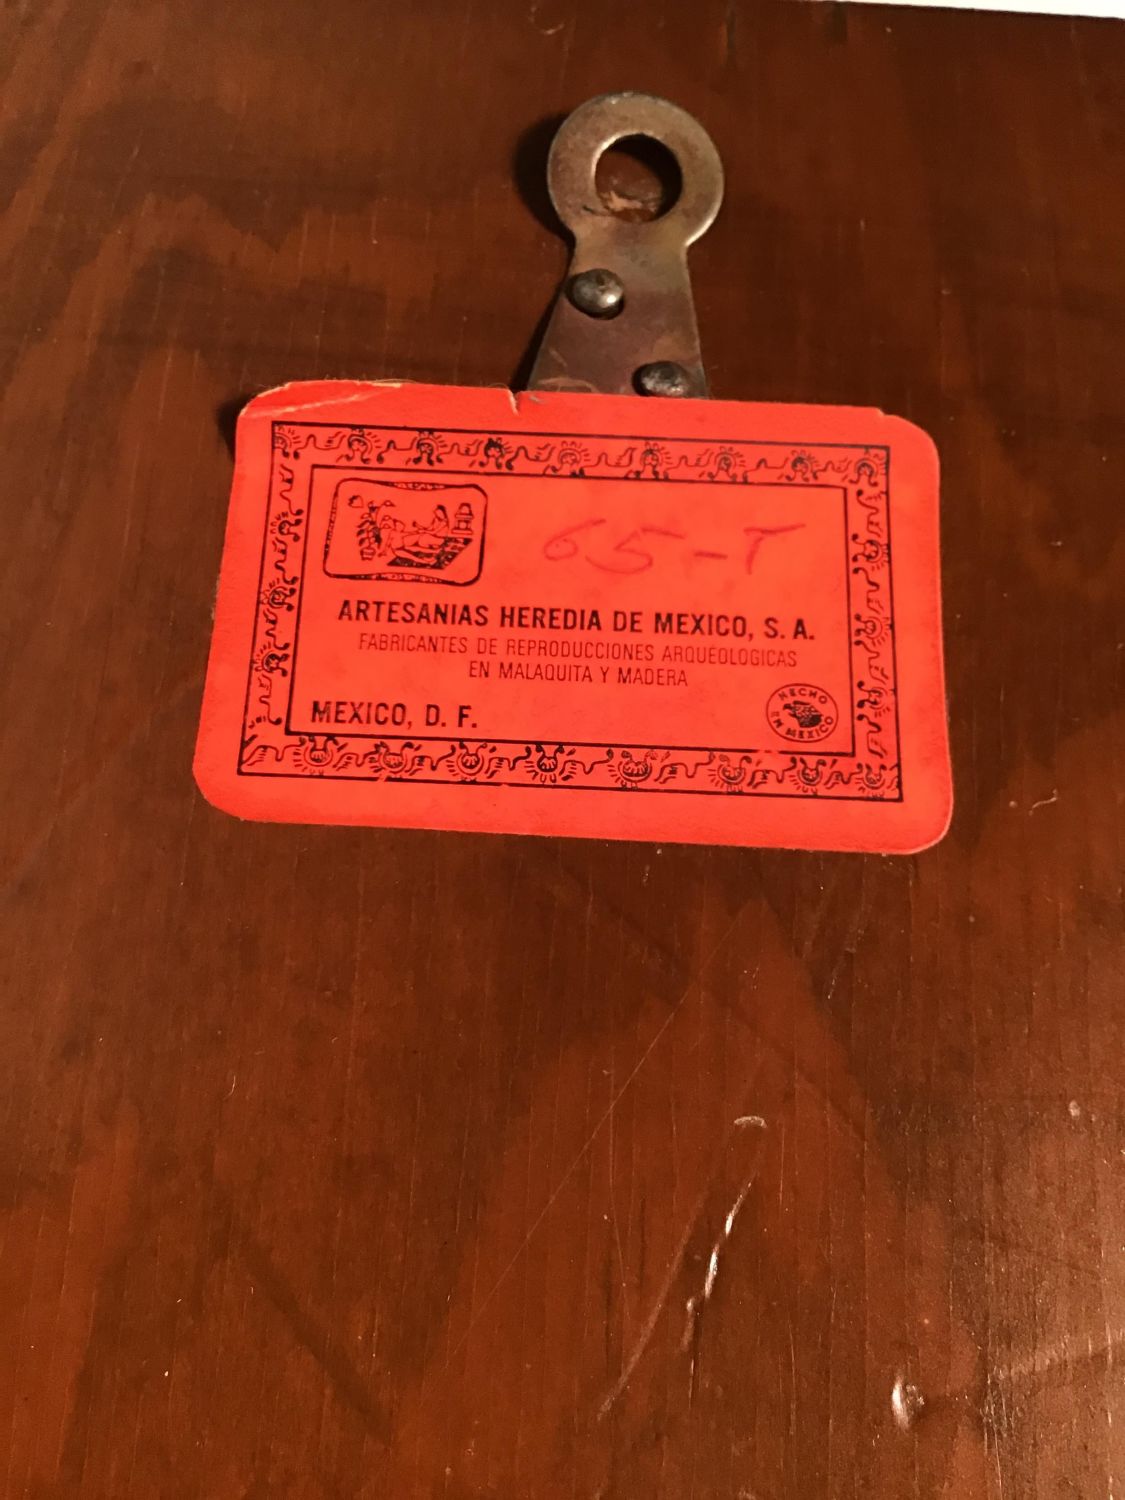 65-T
ARTESANIAS HEREDIA DE MEXICO, S. A.
FABRICANTES DE REPRODUCCIONES ARQUEOLOGICAS
EN MALAQUITA Y MADERA
MEXICO, D. F.
HECHO
EN MEXICO